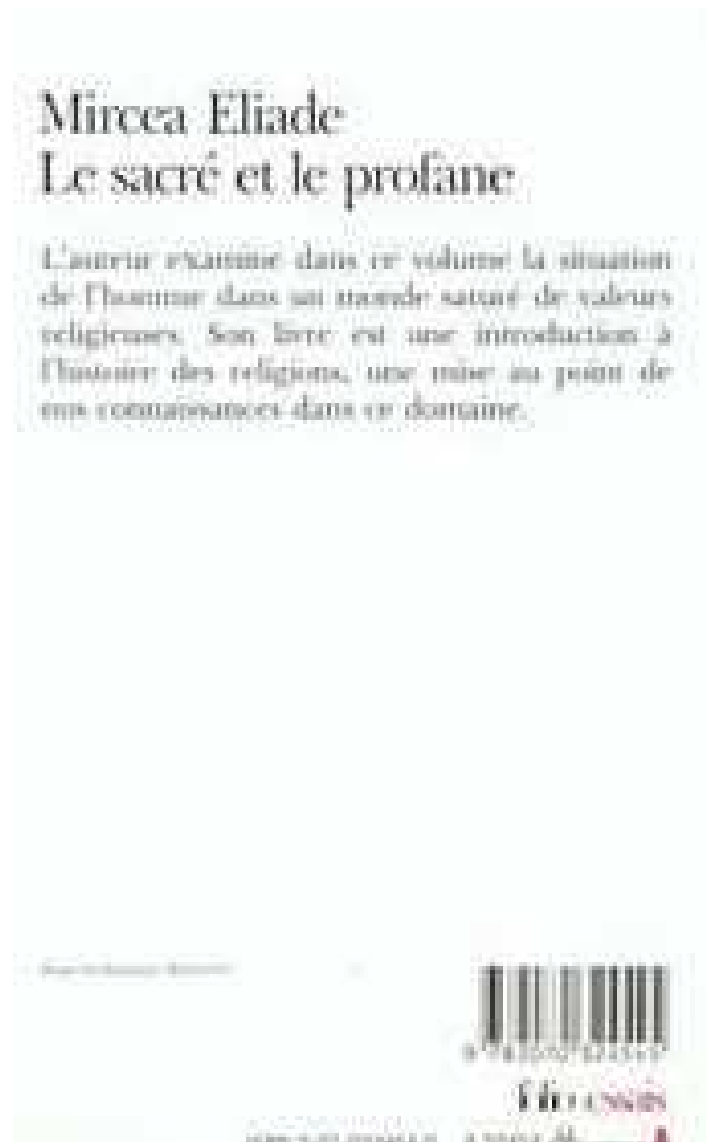 Mircea Eliade
Le sacré et le profane
L'auteur examine dans ce volume la situation
de l'homme dans un monde saturé de valeurs
religieuses. Son livre est une introduction à
l'histoire des religions, une mise au point de
nos connaissances dans ce domaine.
folio essais